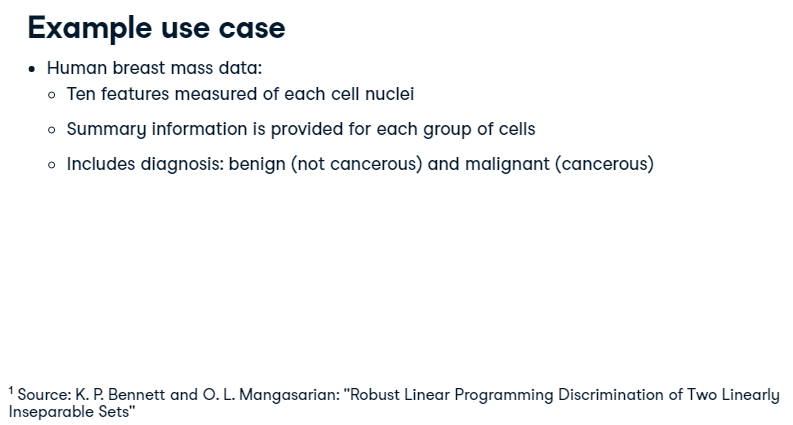 Example use case
• Human breast mass data:
○ Ten features measured of each cell nuclei
○ Summary information is provided for each group of cells
○ Includes diagnosis: benign (not cancerous) and malignant (cancerous)
¹ Source: K. P. Bennett and O. L. Mangasarian: "Robust Linear Programming Discrimination of Two Linearly
Inseparable Sets"